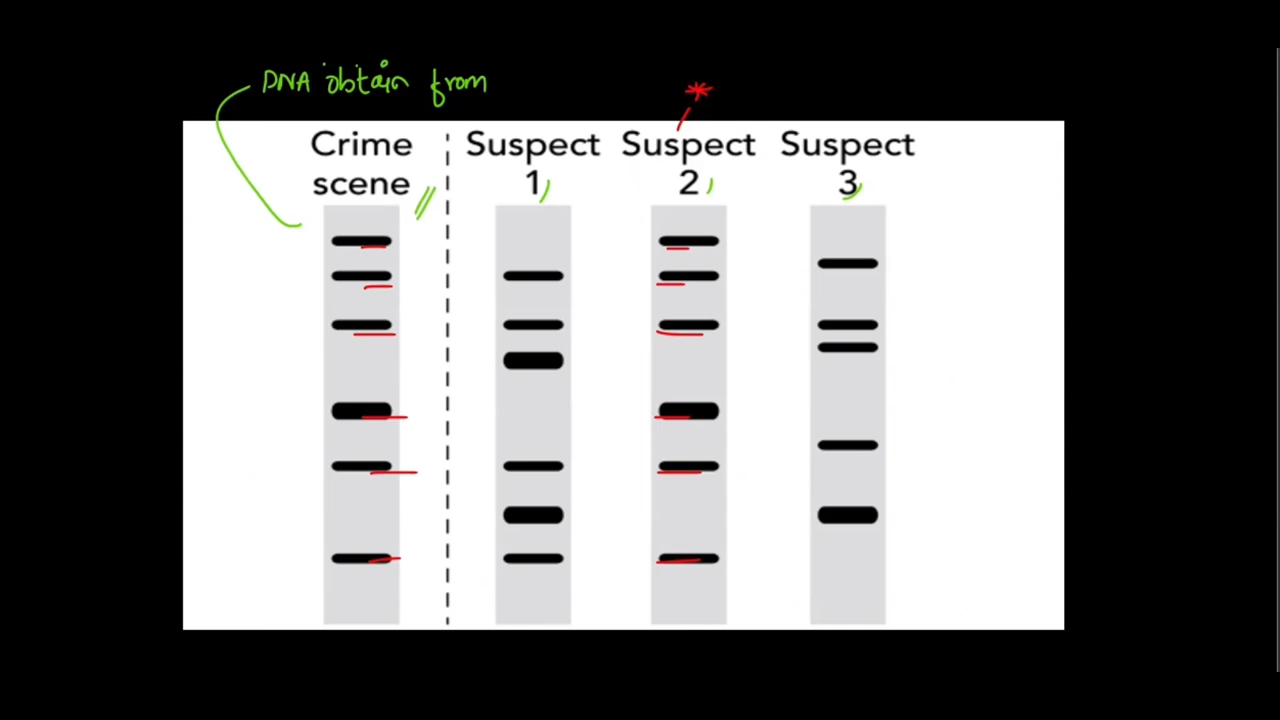 DNA obtain from
Crime scene
Suspect 1
Suspect 2
Suspect 3